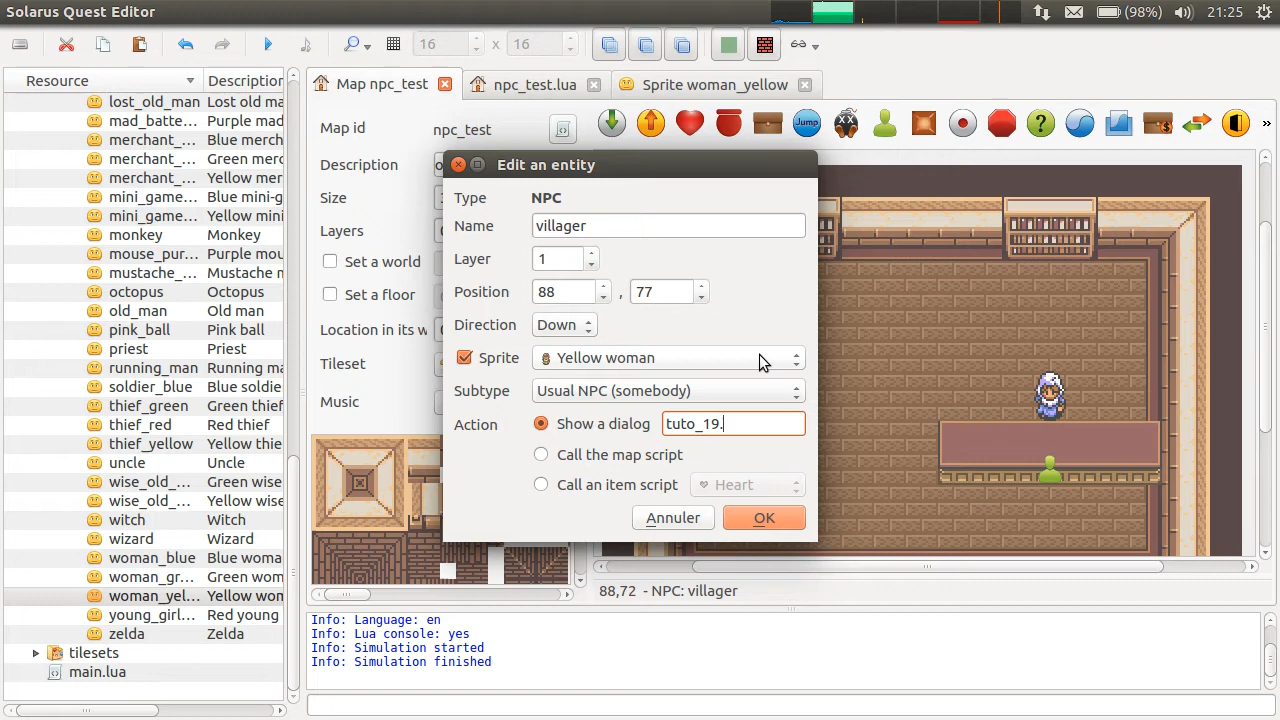 Solarus Quest Editor
(98%)
21:25
16 x 16
Resource
Description
lost_old_man Lost old ma
mad_batte... Purple mad
merchant_... Blue merch
merchant_... Green merc
merchant_... Yellow mer
mini_game... Blue mini-g
mini_game... Yellow mini
monkey Monkey
mouse_pur... Purple mou
mustache_... Mustache m
octopus Octopus
old_man Old man
pink_ball Pink ball
priest Priest
running_man Running ma
soldier_blue Blue soldier
thief_green Green thief
thief_red Red thief
thief_yellow Yellow thief
uncle Uncle
wise_old_... Green wise
wise_old_... Yellow wise
witch Witch
wizard Wizard
woman_blue Blue woma
woman_gr... Green wom
woman_yel... Yellow won
young_girl... Red young
zelda Zelda
tilesets
main.lua
Map npc_test
npc_test.lua
Sprite woman_yellow
Map id npc_test
Description
Size
Layers
Set a world
Set a floor
Location in its w
Tileset
Music
Jump
?
$
»
Edit an entity
Type NPC
Name villager
Layer 1
Position 88 , 77
Direction Down
Sprite Yellow woman
Subtype Usual NPC (somebody)
Action Show a dialog tuto_19.
Call the map script
Call an item script Heart
Annuler OK
88,72 - NPC: villager
Info: Language: en
Info: Lua console: yes
Info: Simulation started
Info: Simulation finished